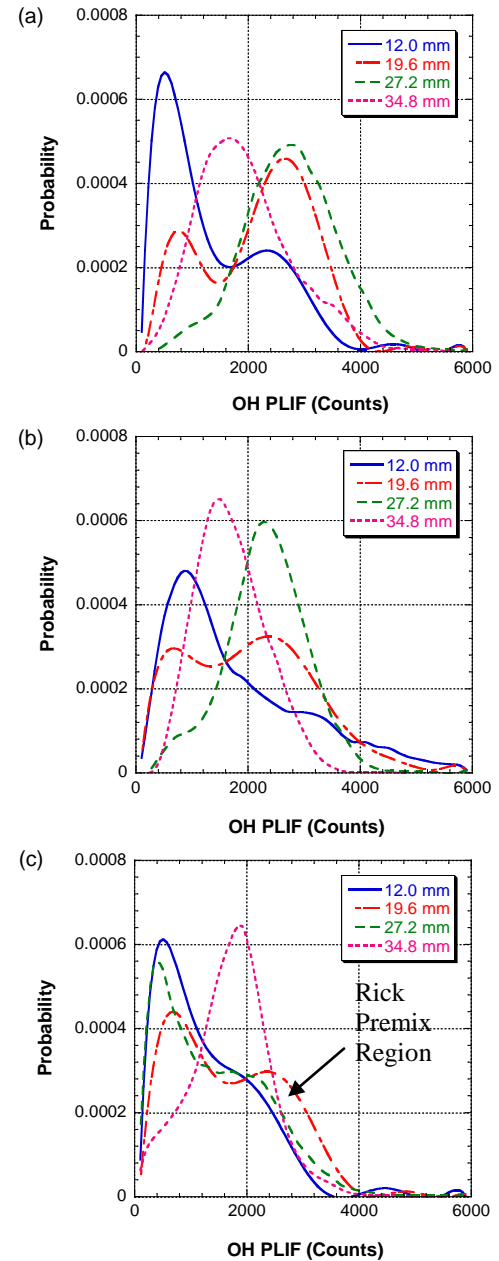 (a)
0.0008
0.0006
0.0004
0.0002
0
Probability
12.0 mm
19.6 mm
27.2 mm
34.8 mm
0 2000 4000 6000
OH PLIF (Counts)
(b)
0.0008
0.0006
0.0004
0.0002
0
Probability
12.0 mm
19.6 mm
27.2 mm
34.8 mm
0 2000 4000 6000
OH PLIF (Counts)
(c)
0.0008
0.0006
0.0004
0.0002
0
Probability
12.0 mm
19.6 mm
27.2 mm
34.8 mm
Rick
Premix
Region
0 2000 4000 6000
OH PLIF (Counts)